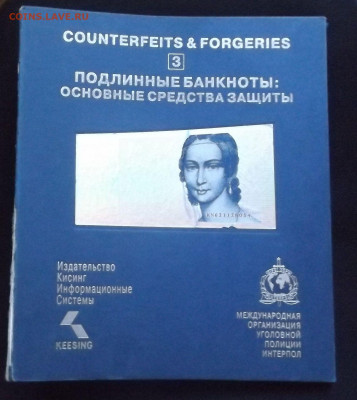 COINS.LAVE.RU
COUNTERFEITS & FORGERIES
3
ПОДЛИННЫЕ БАНКНОТЫ:
ОСНОВНЫЕ СРЕДСТВА ЗАЩИТЫ
Издательство
Кисинг
Информационные
Системы
KEESING
МЕЖДУНАРОДНАЯ
ОРГАНИЗАЦИЯ
УГОЛОВНОЙ
ПОЛИЦИИ
ИНТЕРПОЛ